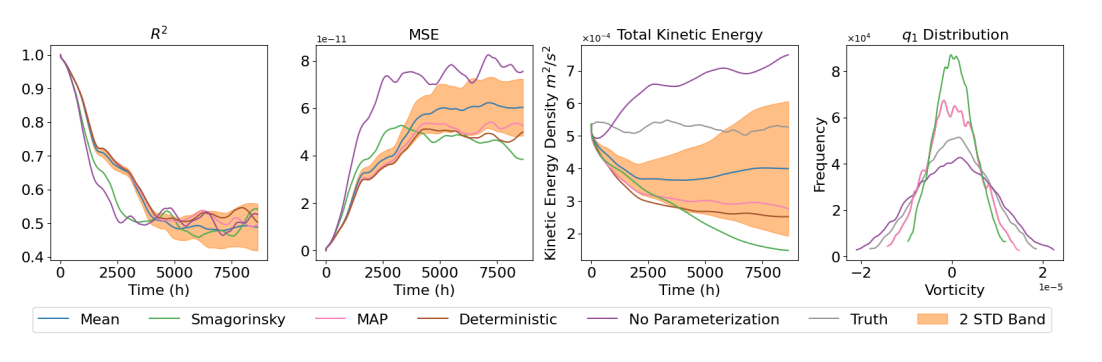 R²
1.0
0.9
0.8
0.7
0.6
0.5
0.4
0
2500
5000
7500
Time (h)
MSE
1e−11
8
6
4
2
0
0
2500
5000
7500
Time (h)
Total Kinetic Energy
×10⁻⁴
Kinetic Energy Density m²/s²
7
6
5
4
3
2
0
2500
5000
7500
Time (h)
q₁ Distribution
×10⁴
Frequency
8
6
4
2
0
−2
0
2
1e−5
Vorticity
Mean
Smagorinsky
MAP
Deterministic
No Parameterization
Truth
2 STD Band